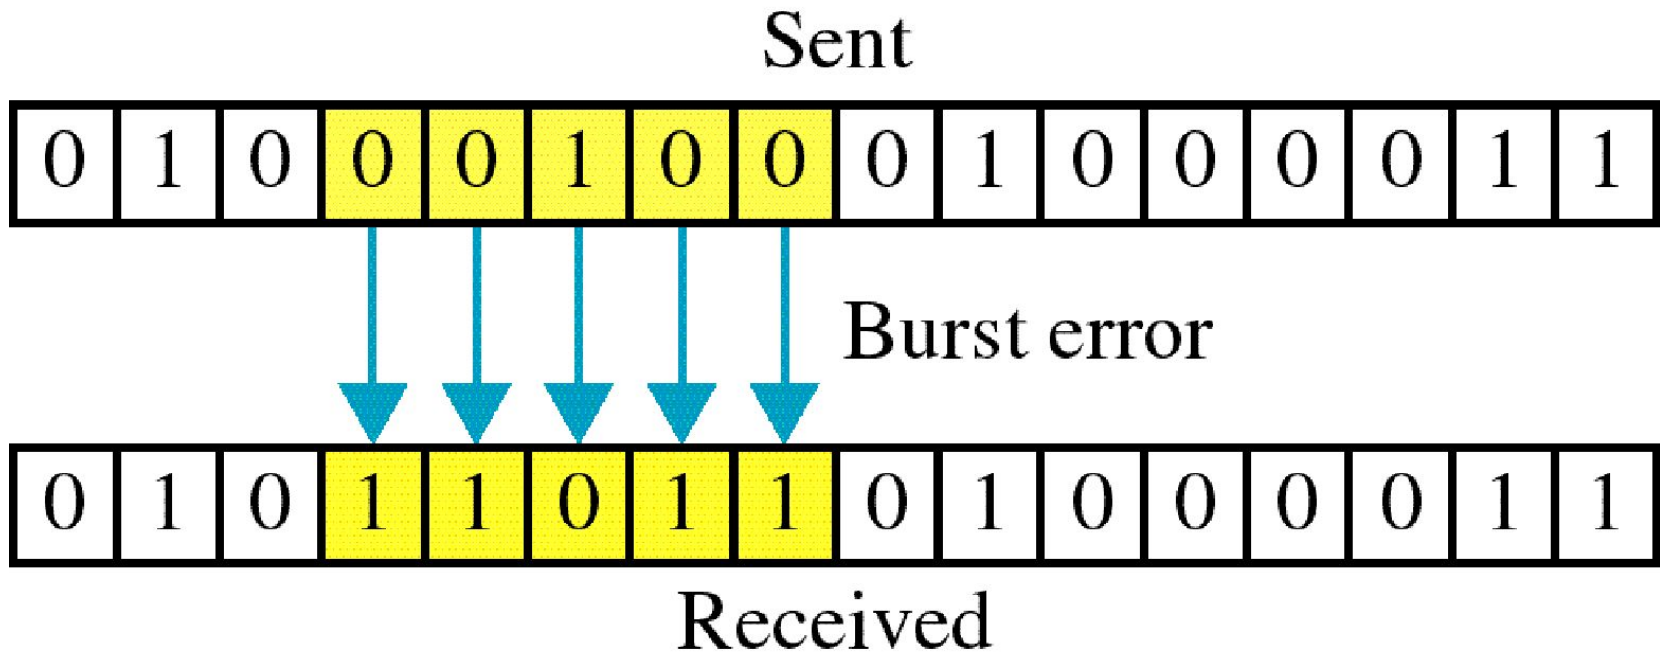 Sent
0 1 0 0 0 1 0 0 0 1 0 0 0 0 1 1
Burst error
0 1 0 1 1 0 1 1 0 1 0 0 0 0 1 1
Received